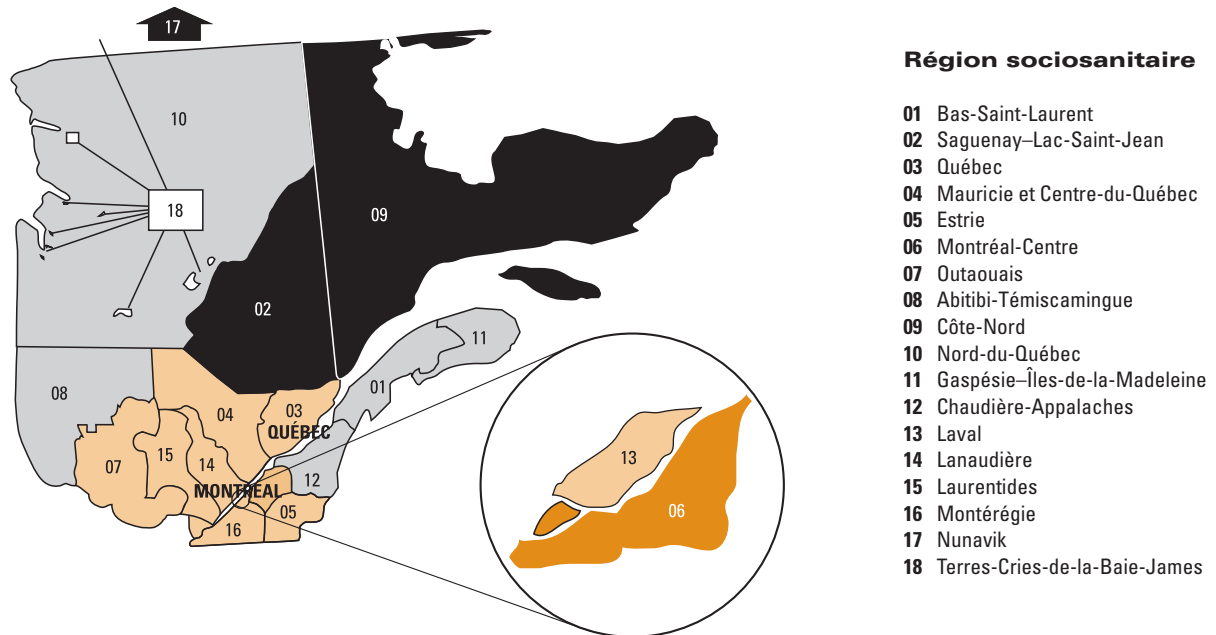 17
10
18
09
02
11
01
08
04
03
QUÉBEC
15
07
14
12
MONTRÉAL
05
16
13
06
Région sociosanitaire
01 Bas-Saint-Laurent
02 Saguenay–Lac-Saint-Jean
03 Québec
04 Mauricie et Centre-du-Québec
05 Estrie
06 Montréal-Centre
07 Outaouais
08 Abitibi-Témiscamingue
09 Côte-Nord
10 Nord-du-Québec
11 Gaspésie–Îles-de-la-Madeleine
12 Chaudière-Appalaches
13 Laval
14 Lanaudière
15 Laurentides
16 Montérégie
17 Nunavik
18 Terres-Cries-de-la-Baie-James